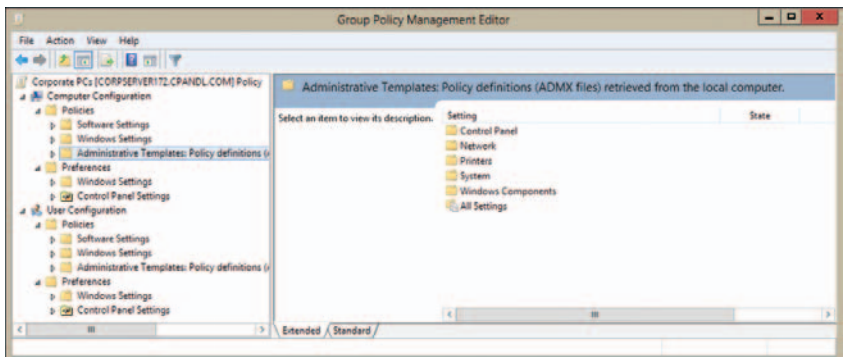 Group Policy Management Editor
File Action View Help
Corporate PCs [CORPSERVER172.CPANDL.COM] Policy
Computer Configuration
Policies
Software Settings
Windows Settings
Administrative Templates: Policy definitions (
Preferences
Windows Settings
Control Panel Settings
User Configuration
Policies
Software Settings
Windows Settings
Administrative Templates: Policy definitions (
Preferences
Windows Settings
Control Panel Settings
Administrative Templates: Policy definitions (ADMX files) retrieved from the local computer.
Select an item to view its description.
Setting State
Control Panel
Network
Printers
System
Windows Components
All Settings
Extended Standard